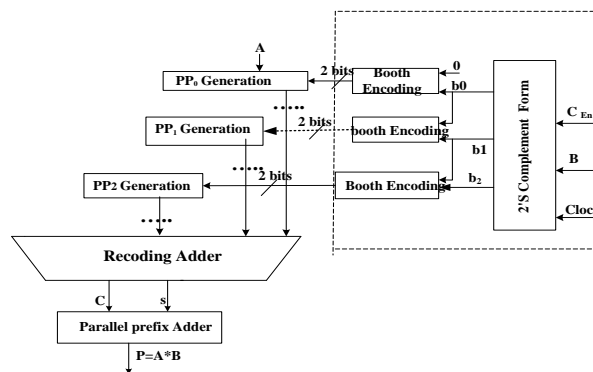 A
0
2 bits
Booth Encoding
PP₀ Generation
b0
2'S Complement Form
C En
2 bits
PP₁ Generation
booth Encoding
b1
B
2 bits
PP2 Generation
Booth Encoding
b₂
Cloc
Recoding Adder
C
s
Parallel prefix Adder
P=A*B